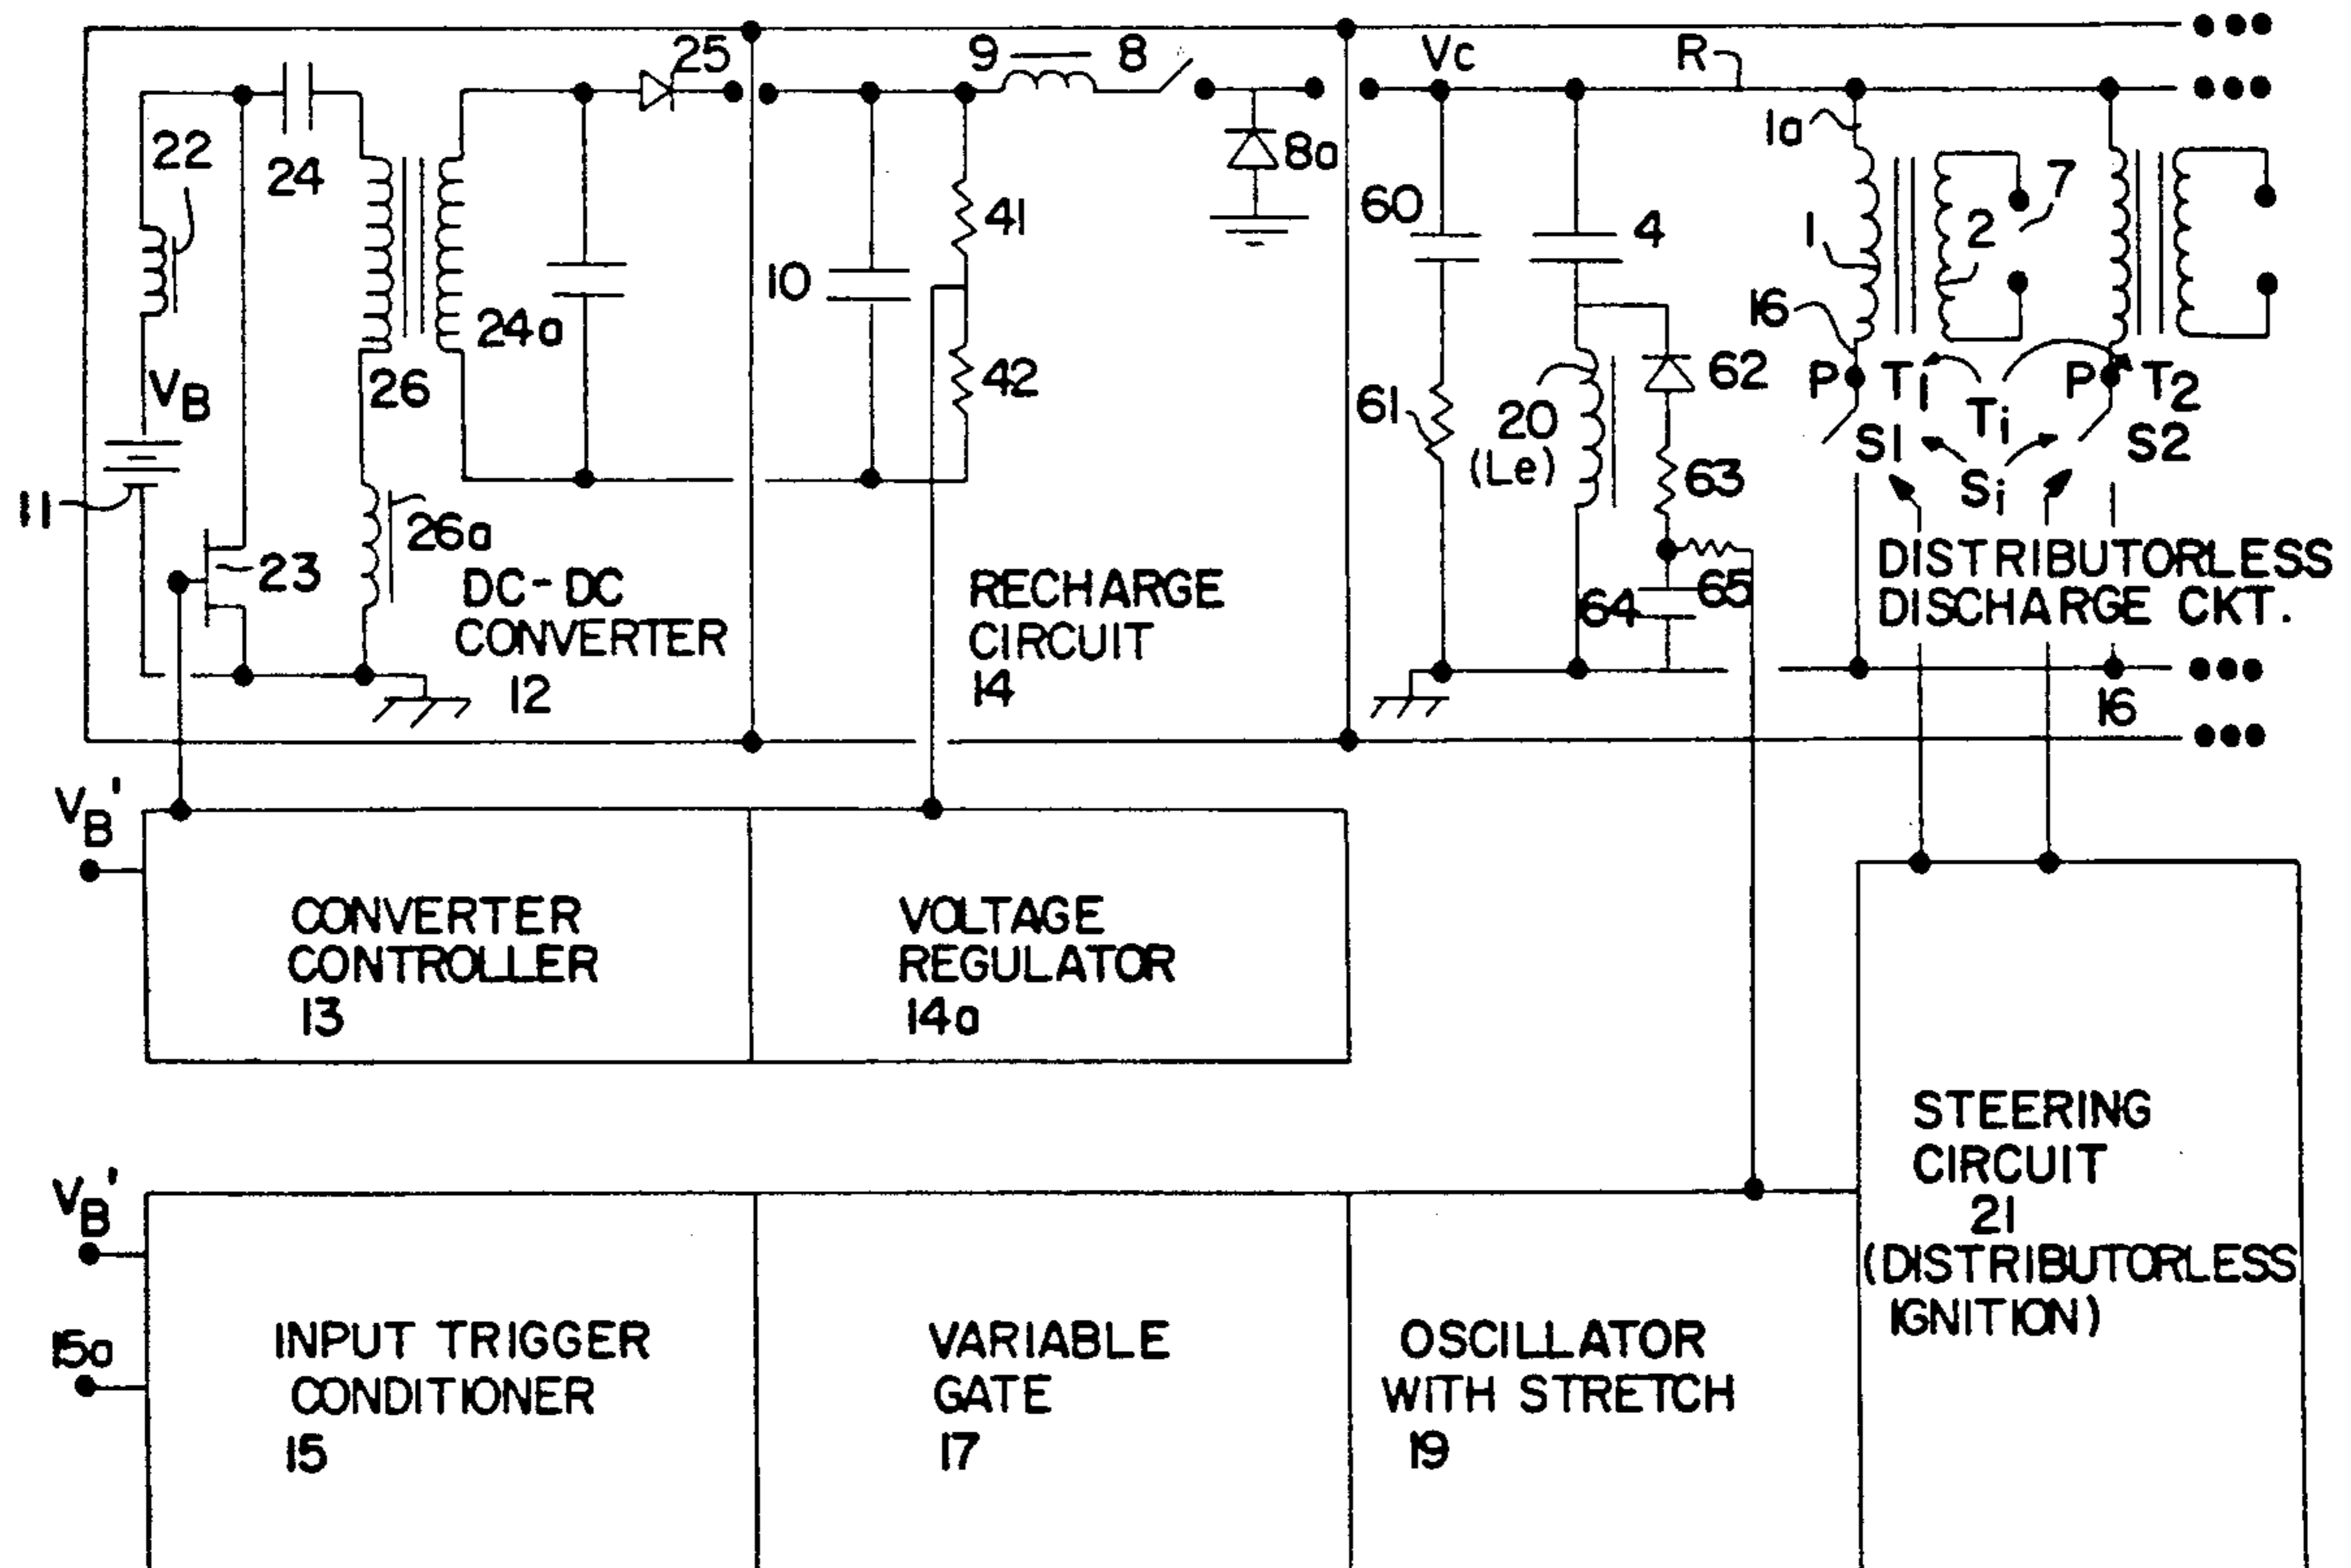 25
9
8
Vc
R
22
24
1a
8a
60
4
7
41
1
2
10
16
24a
VB
26
42
62
P
T1
Ti
P
T2
61
20
(Le)
S1
S2
11
63
Si
26a
23
DC-DC
CONVERTER
12
RECHARGE
CIRCUIT
14
64
65
DISTRIBUTORLESS
DISCHARGE CKT.
16
VB'
CONVERTER
CONTROLLER
13
VOLTAGE
REGULATOR
14a
STEERING
CIRCUIT
21
(DISTRIBUTORLESS
IGNITION)
VB'
15a
INPUT TRIGGER
CONDITIONER
15
VARIABLE
GATE
17
OSCILLATOR
WITH STRETCH
19